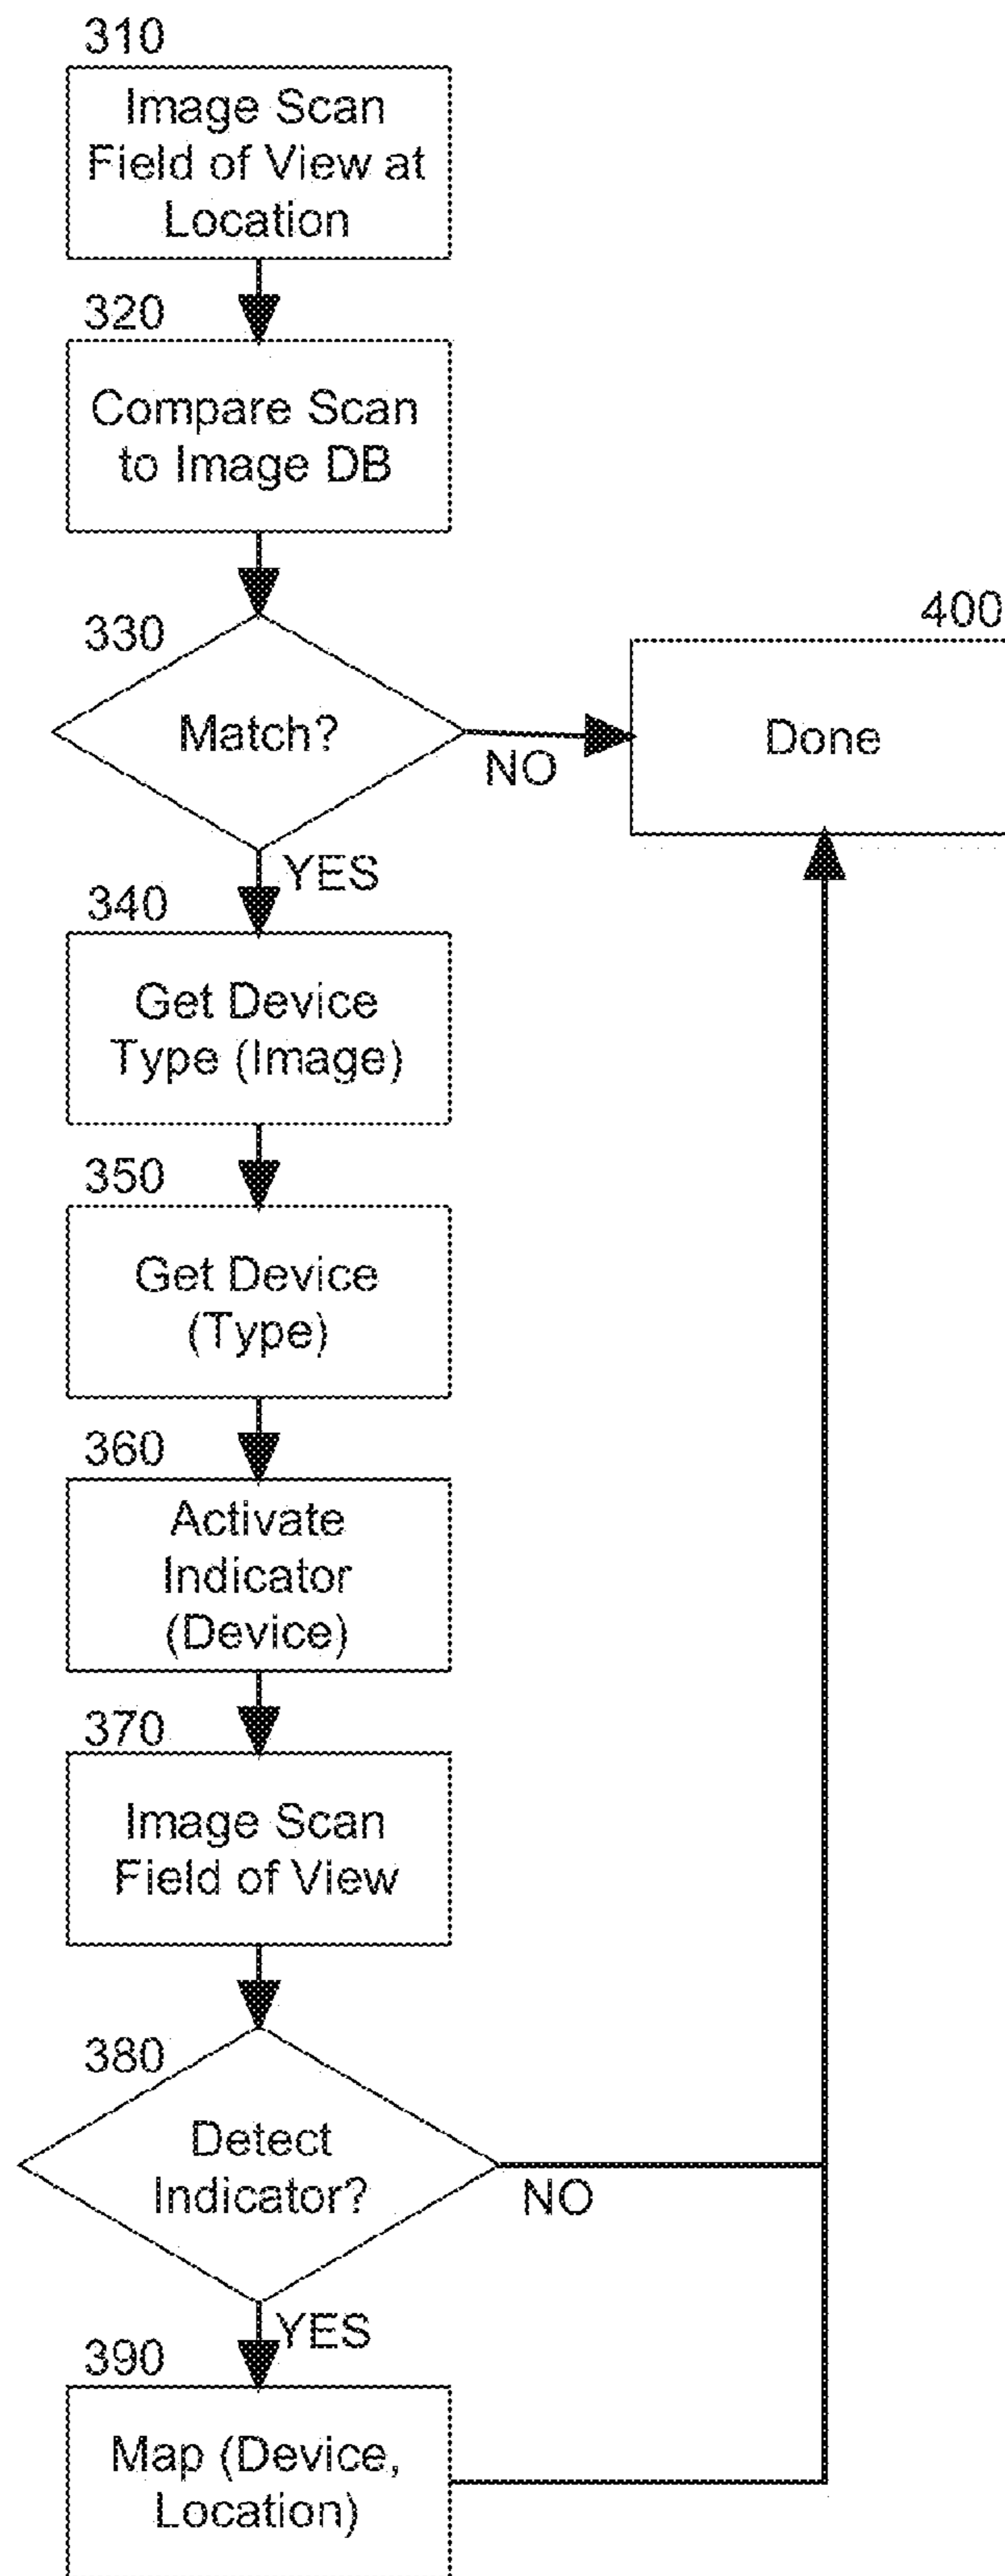 310
Image Scan
Field of View at
Location
320
Compare Scan
to Image DB
330
Match?
NO
400
Done
YES
340
Get Device
Type (Image)
350
Get Device
(Type)
360
Activate
Indicator
(Device)
370
Image Scan
Field of View
380
Detect
Indicator?
NO
YES
390
Map (Device,
Location)